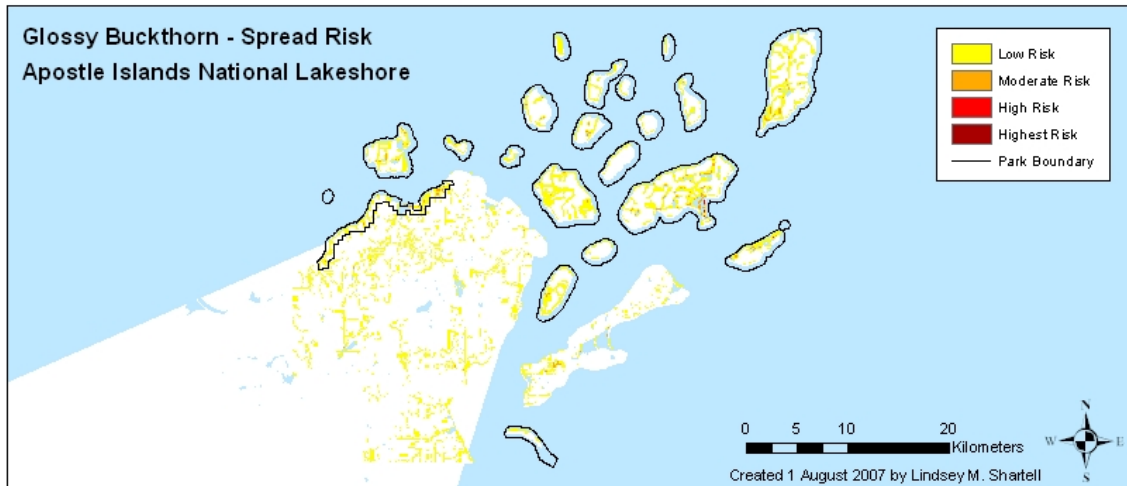 Glossy Buckthorn - Spread Risk
Apostle Islands National Lakeshore
Low Risk
Moderate Risk
High Risk
Highest Risk
Park Boundary
0 5 10 20
Kilometers
N
W E
S
Created 1 August 2007 by Lindsey M. Shartell